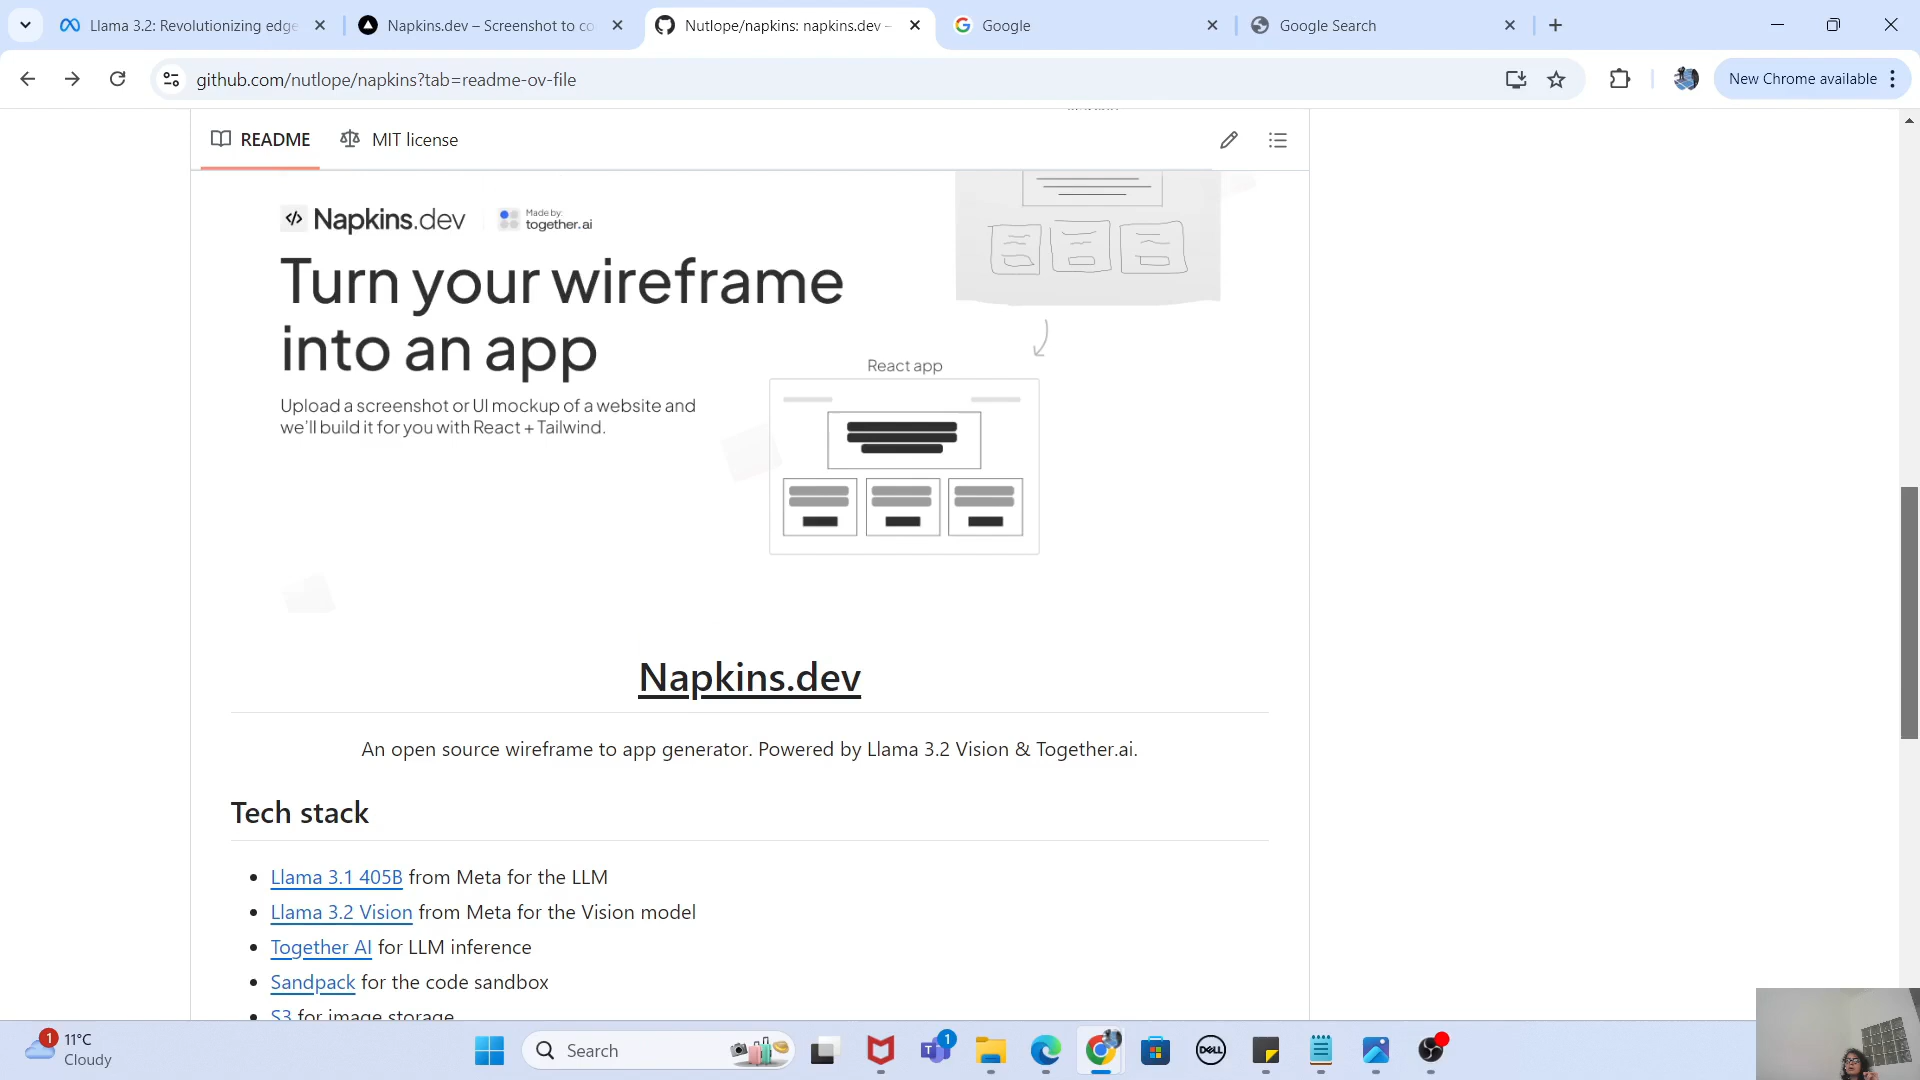 Llama 3.2: Revolutionizing edge
Napkins.dev – Screenshot to co
Nutlope/napkins: napkins.dev –
Google
Google Search
github.com/nutlope/napkins?tab=readme-ov-file
New Chrome available
README
MIT license
Napkins.dev
Made by:
together.ai
Turn your wireframe
into an app
Upload a screenshot or UI mockup of a website and
we'll build it for you with React + Tailwind.
React app
Napkins.dev
An open source wireframe to app generator. Powered by Llama 3.2 Vision & Together.ai.
Tech stack
Llama 3.1 405B from Meta for the LLM
Llama 3.2 Vision from Meta for the Vision model
Together AI for LLM inference
Sandpack for the code sandbox
S3 for image storage
1
11°C
Cloudy
Search
1
DELL